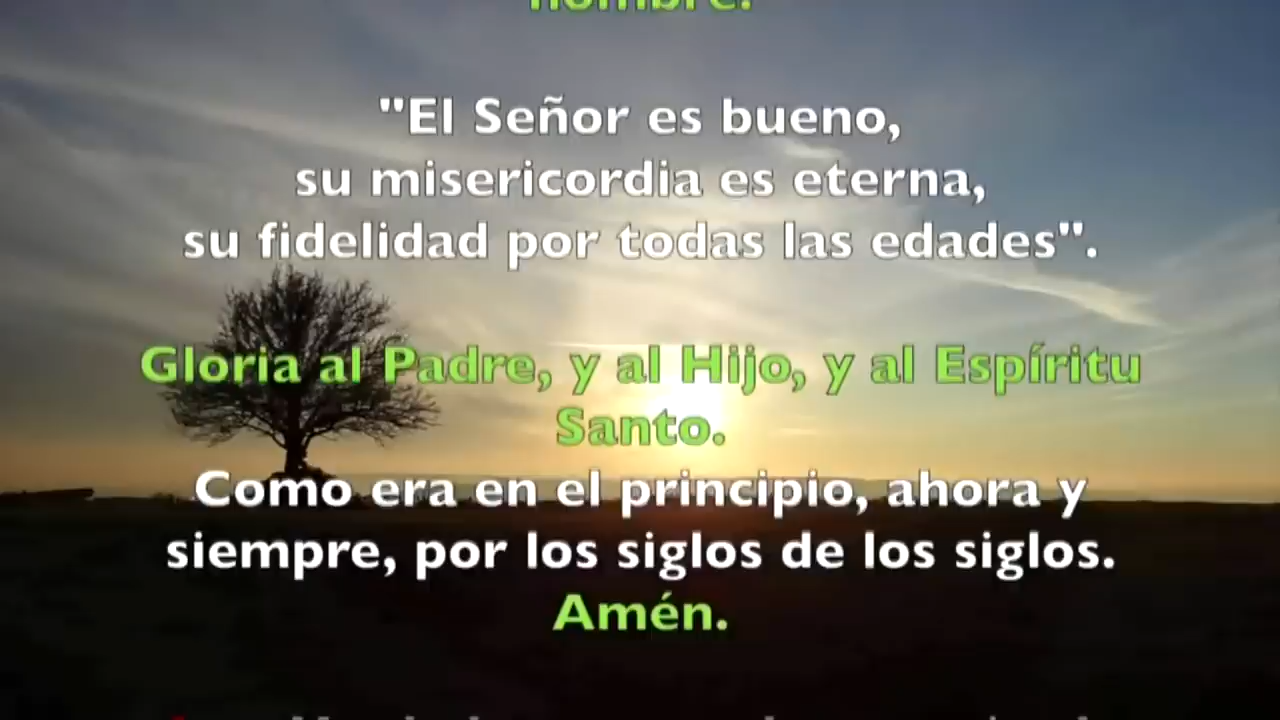 nombre.
"El Señor es bueno,
su misericordia es eterna,
su fidelidad por todas las edades".
Gloria al Padre, y al Hijo, y al Espíritu
Santo.
Como era en el principio, ahora y
siempre, por los siglos de los siglos.
Amén.